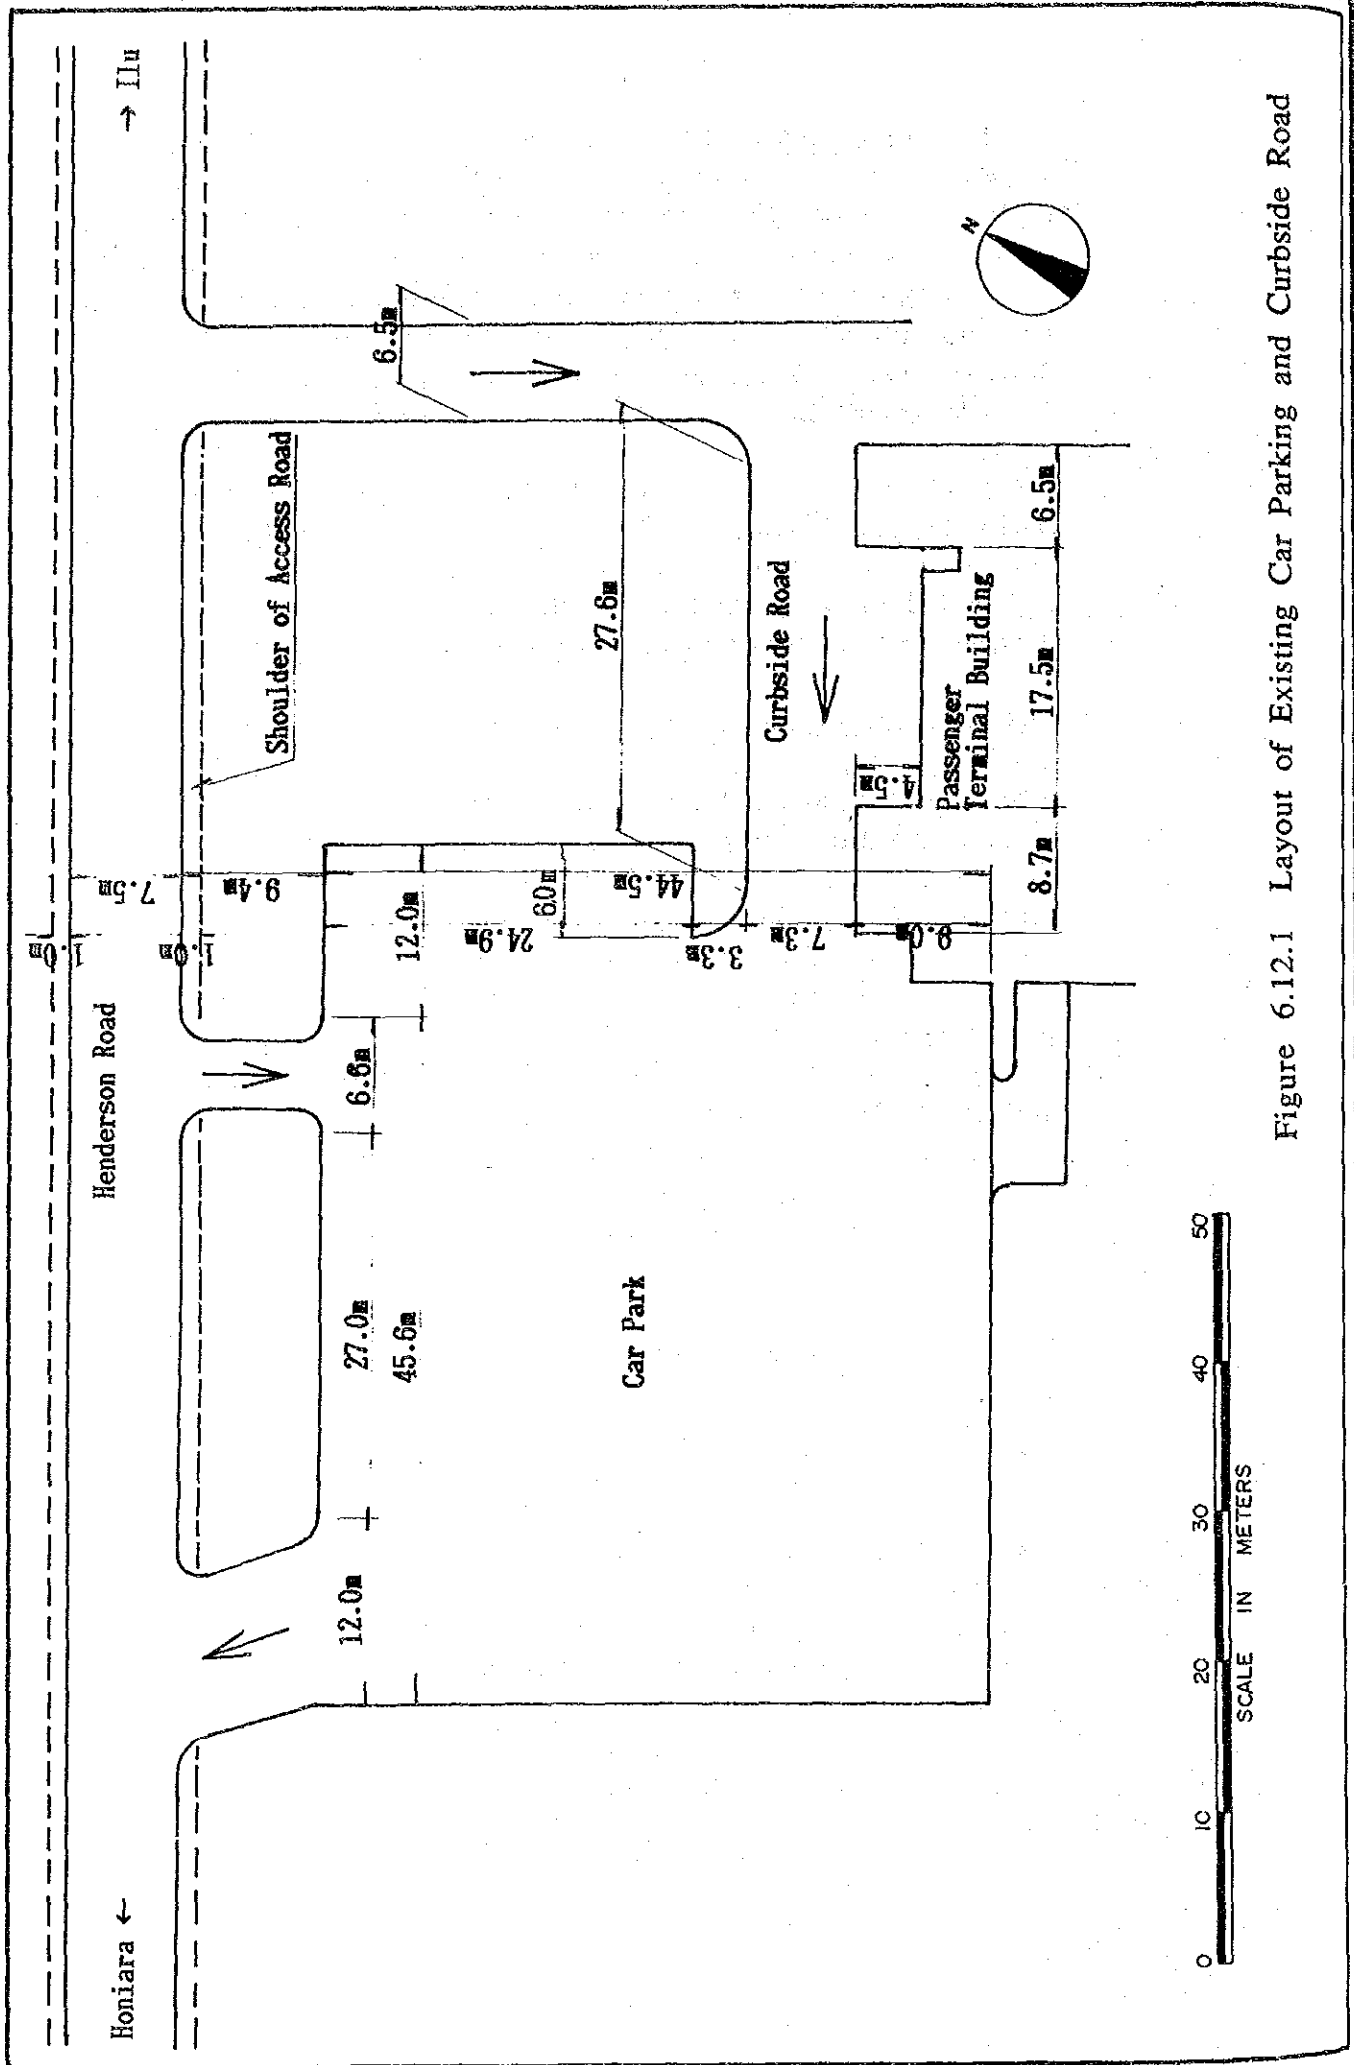 Honiara ←
Henderson Road
→ Ilu
1.0m
7.5m
1.0m
9.4m
Shoulder of Access Road
6.5m
12.0m
27.0m
6.6m
45.6m
12.0m
24.9m
6.0m
44.5m
27.6m
3.3m
7.3m
9.0m
Car Park
Curbside Road
4.5m
Passenger
Terminal Building
8.7m
17.5m
6.5m
N
0
10
20
30
40
50
SCALE IN METERS
Figure 6.12.1 Layout of Existing Car Parking and Curbside Road